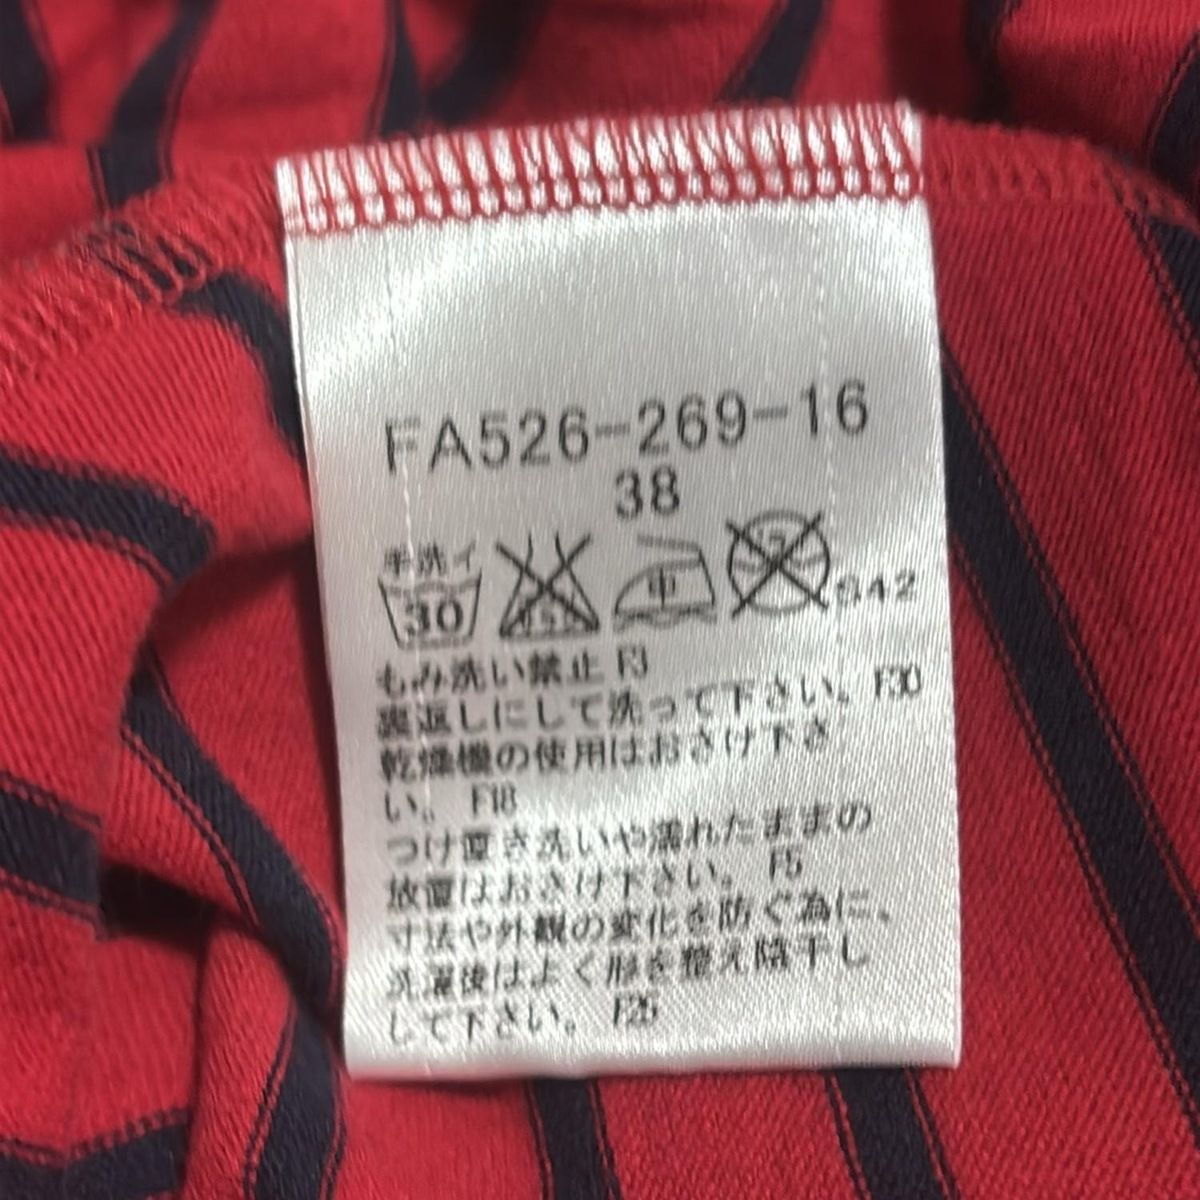 FA526-269-16
38
手洗イ
30 中 S42
もみ洗い禁止 F3
裏返しにして洗って下さい。 F30
乾燥機の使用はおさけ下さ
い。 F18
つけ置き洗いや濡れたままの
放置はおさけ下さい。 F5
寸法や外観の変化を防ぐ為に、
洗濯後はよく形を整え陰干し
して下さい。 F25